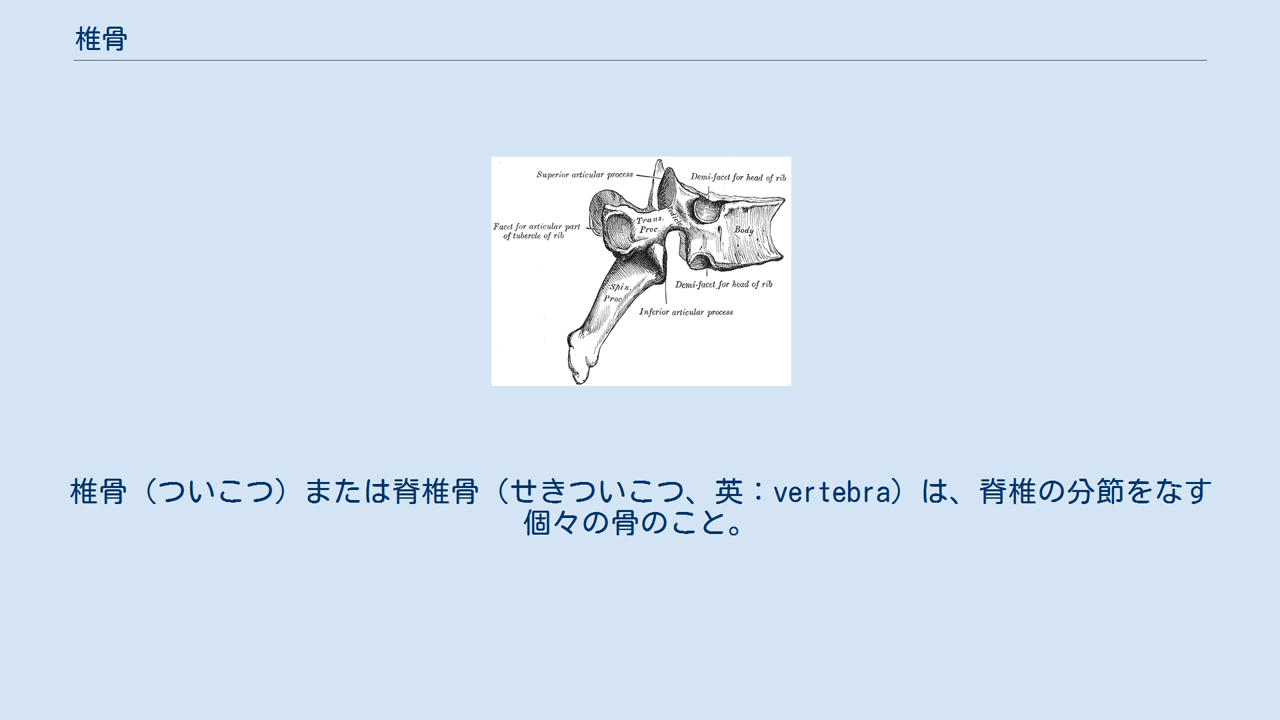 椎骨
Superior articular process
Demi-facet for head of rib
Facet for articular part
of tubercle of rib
Trans.
Proc
Body
Spin.
Proc
Demi-facet for head of rib
Inferior articular process
椎骨（ついこつ）または脊椎骨（せきついこつ、英：vertebra）は、脊椎の分節をなす
個々の骨のこと。